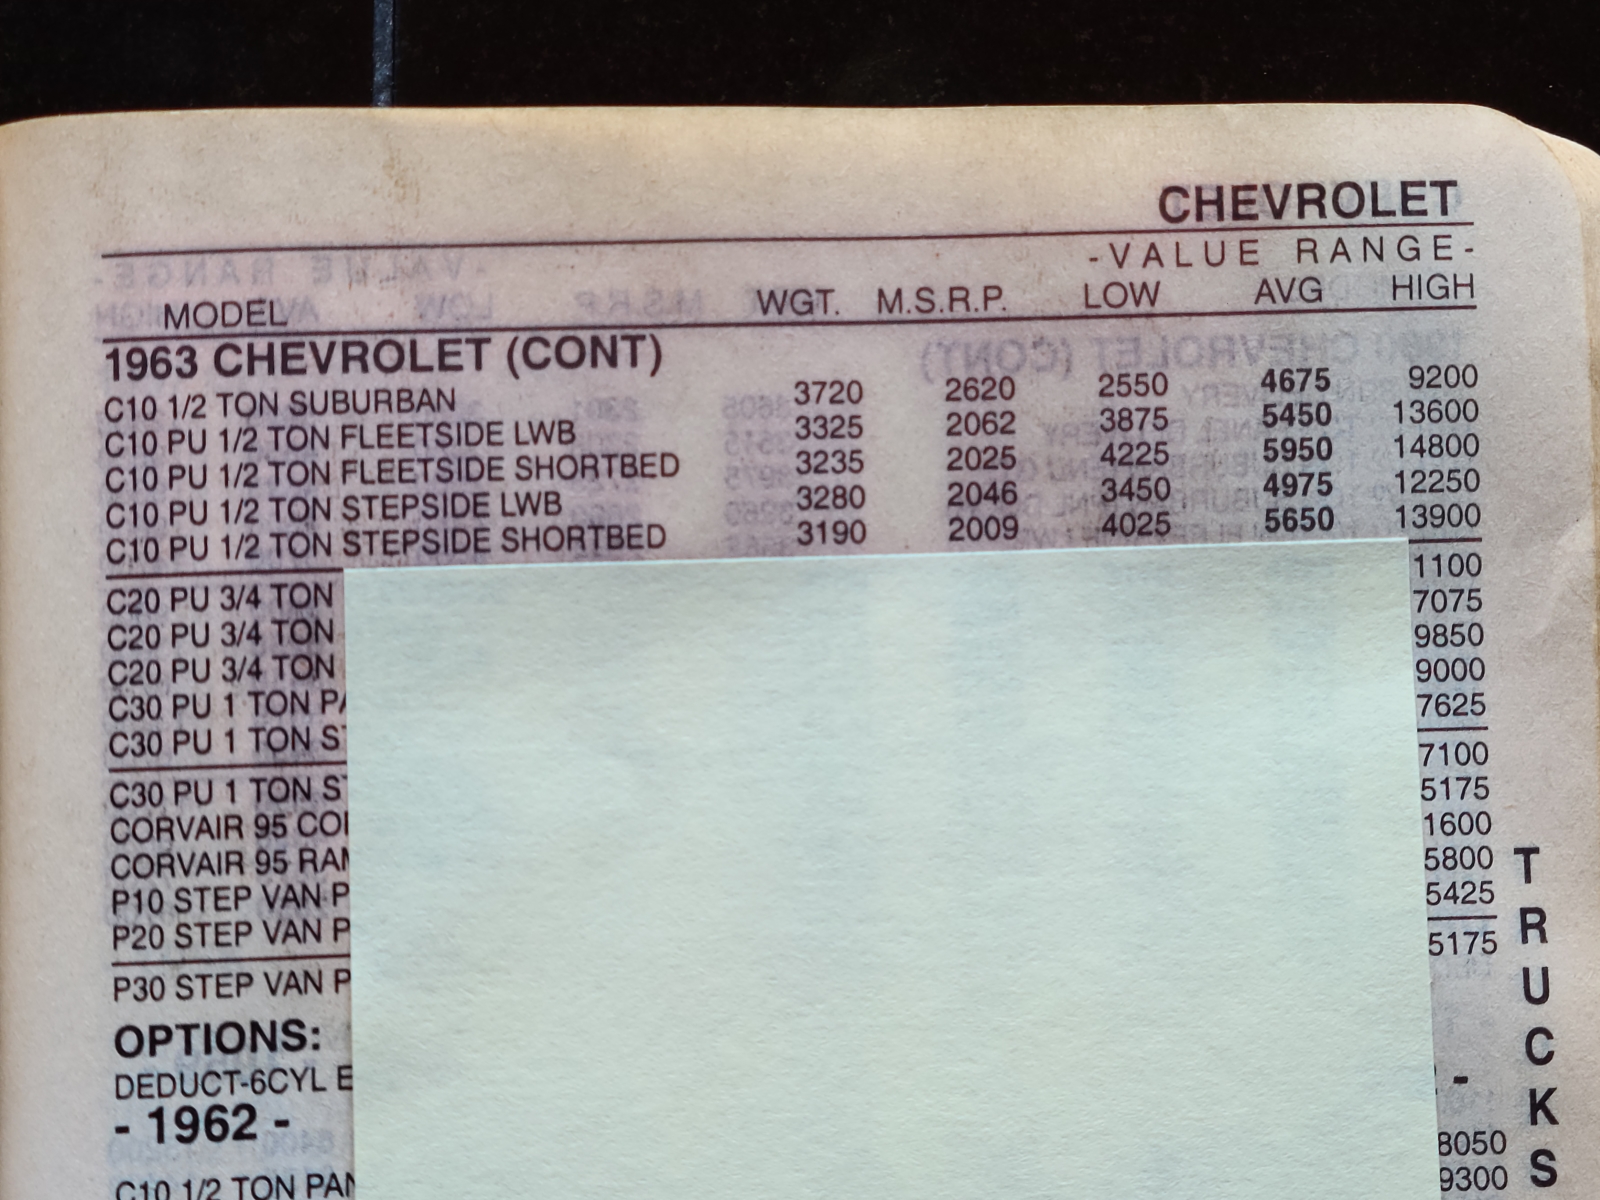 CHEVROLET
-VALUE RANGE-
MODEL WGT. M.S.R.P. LOW AVG HIGH
1963 CHEVROLET (CONT)
C10 1/2 TON SUBURBAN 3720 2620 2550 4675 9200
C10 PU 1/2 TON FLEETSIDE LWB 3325 2062 3875 5450 13600
C10 PU 1/2 TON FLEETSIDE SHORTBED 3235 2025 4225 5950 14800
C10 PU 1/2 TON STEPSIDE LWB 3280 2046 3450 4975 12250
C10 PU 1/2 TON STEPSIDE SHORTBED 3190 2009 4025 5650 13900
C20 PU 3/4 TON 1100
C20 PU 3/4 TON 7075
C20 PU 3/4 TON 9850
C30 PU 1 TON 9000
C30 PU 1 TON 7625
C30 PU 1 TON 7100
CORVAIR 95 5175
CORVAIR 95 1600
P10 STEP VAN 5800
P20 STEP VAN 5425
P30 STEP VAN 5175
OPTIONS:
DEDUCT-6CYL
- 1962 - -
8050
C10 1/2 TON 9300
TRUCKS